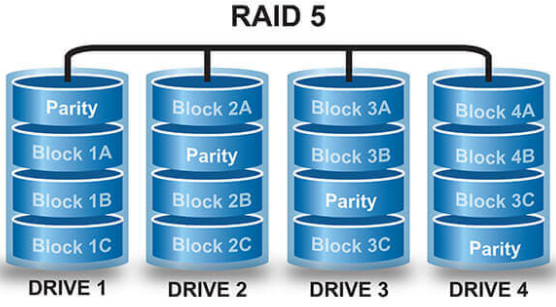 RAID 5
Parity Block 2A Block 3A Block 4A
Block 1A Parity Block 3B Block 4B
Block 1B Block 2B Parity Block 3C
Block 1C Block 2C Block 3C Parity
DRIVE 1 DRIVE 2 DRIVE 3 DRIVE 4